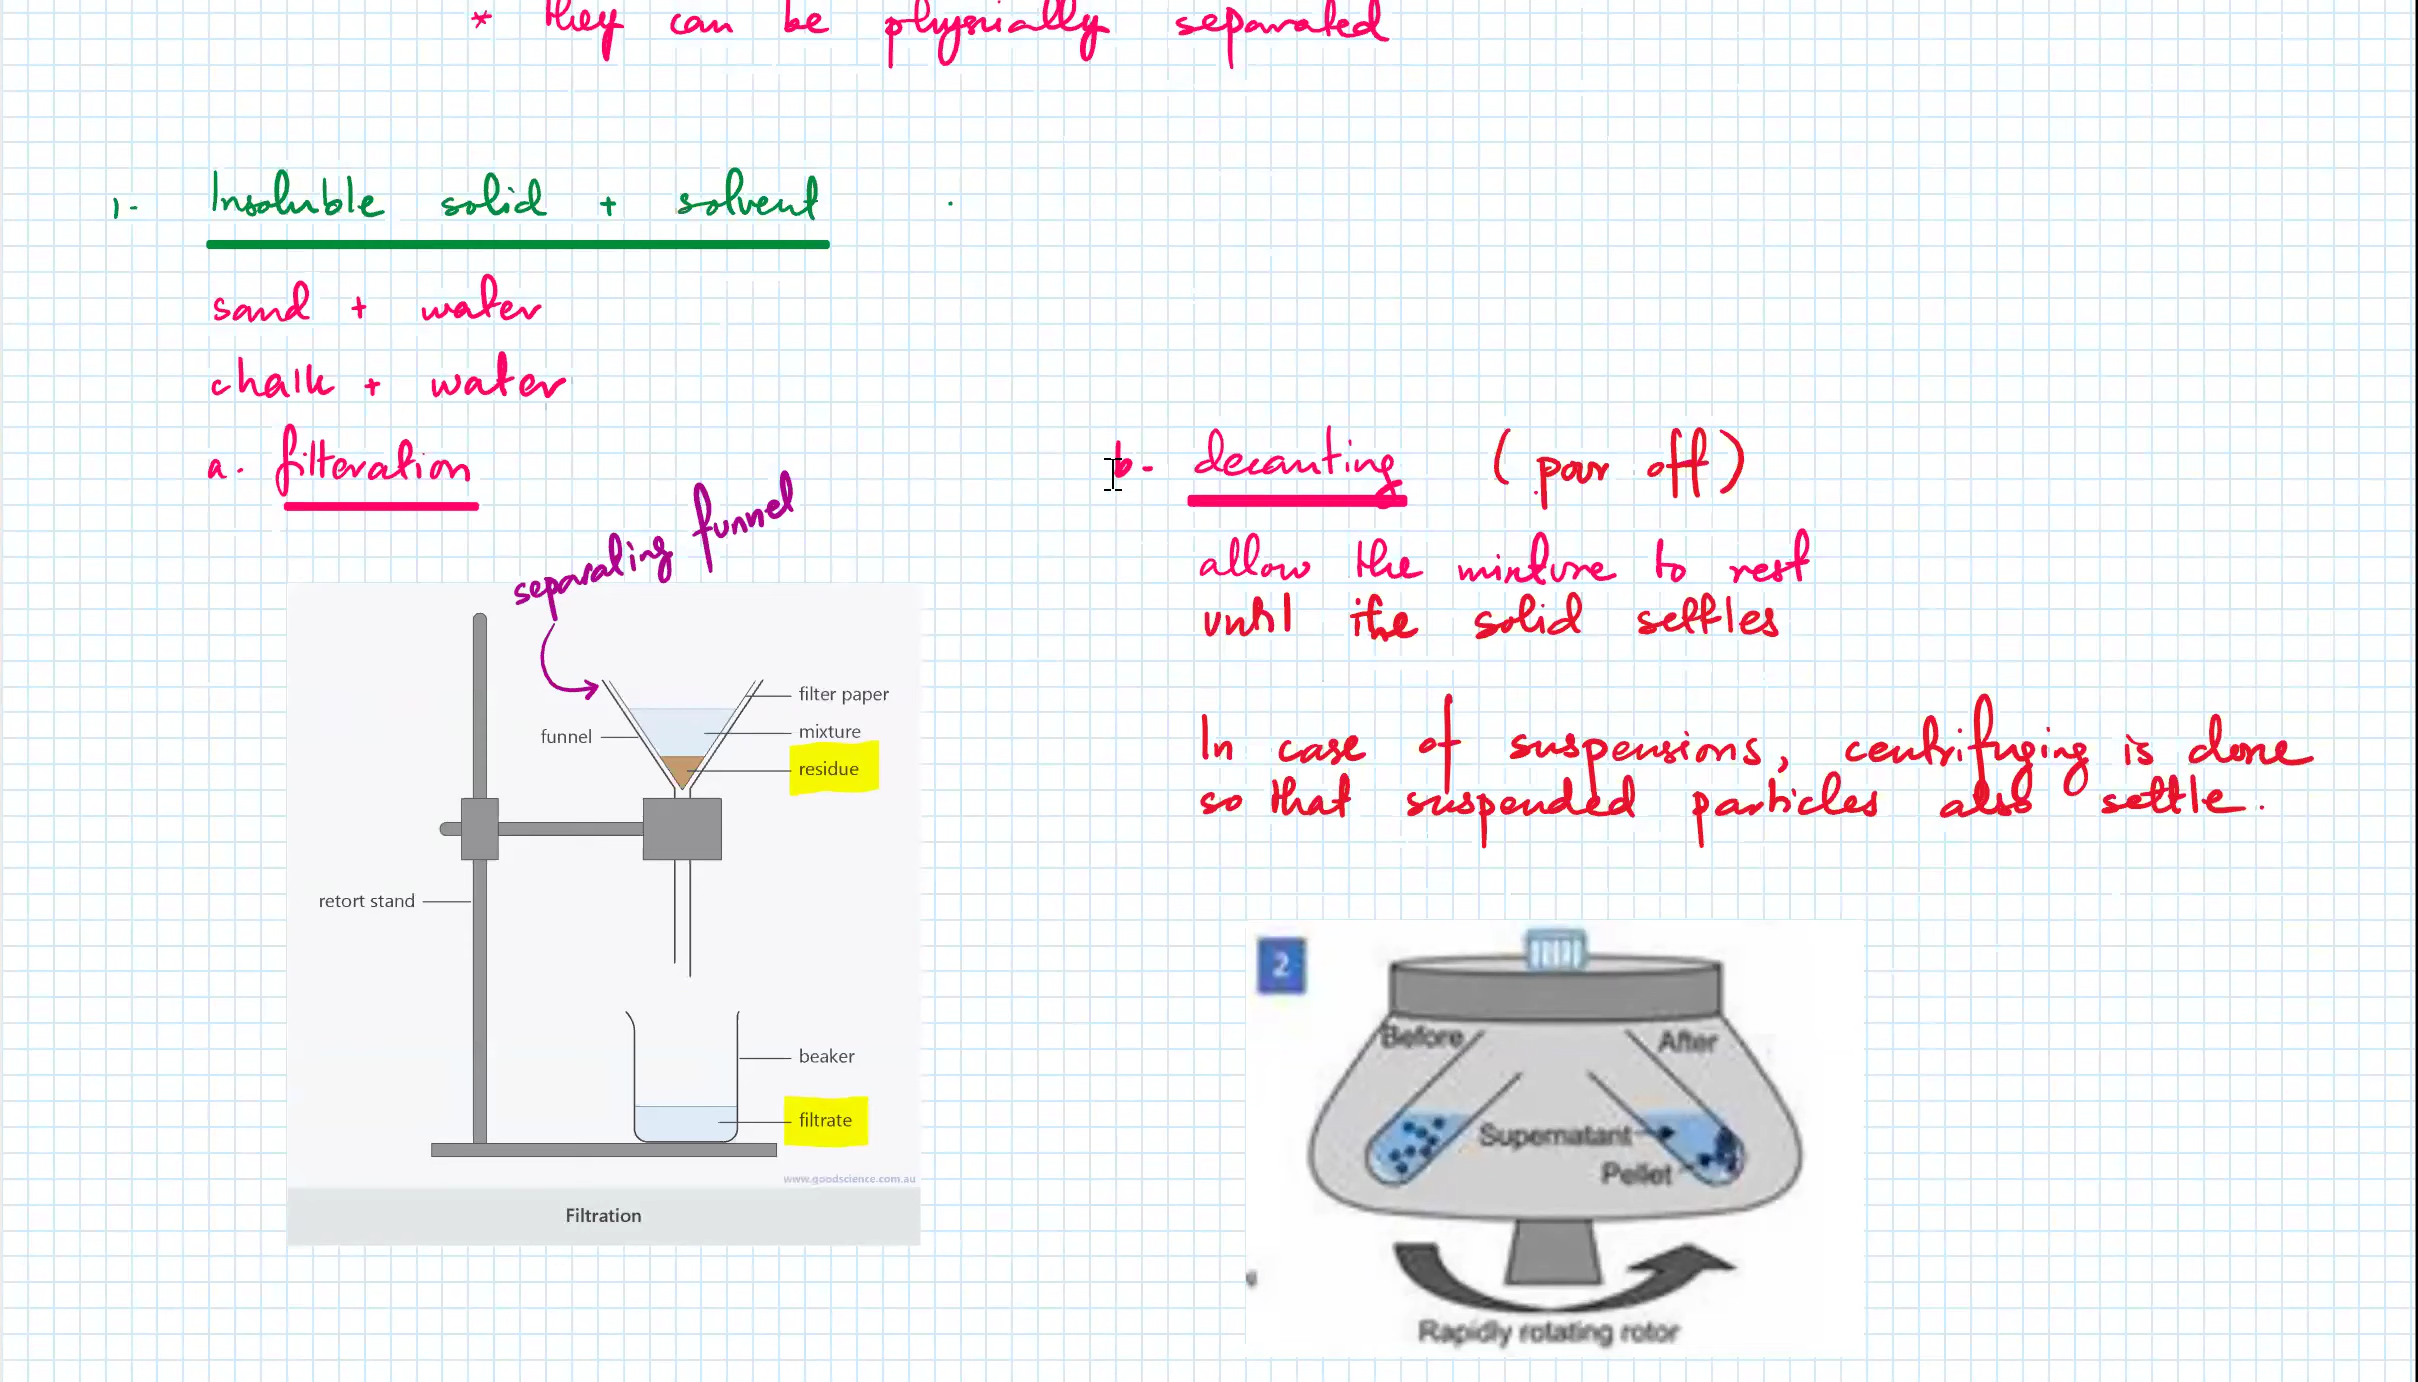 * they can be physically separated
1. Insoluble solid + solvent
sand + water
chalk + water
a. filteration
separating funnel
filter paper
mixture
funnel
residue
retort stand
beaker
filtrate
www.goodscience.com.au
Filtration
b. decanting (pour off)
allow the mixture to rest
until the solid settles
In case of suspensions, centrifuging is done
so that suspended particles also settle.
2
Before
After
Supernatant
Pellet
Rapidly rotating rotor